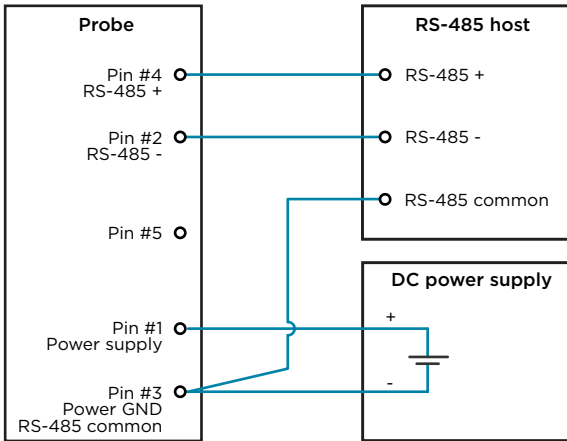 Probe
Pin #4
RS-485 +
Pin #2
RS-485 -
Pin #5
Pin #1
Power supply
Pin #3
Power GND
RS-485 common
RS-485 host
RS-485 +
RS-485 -
RS-485 common
DC power supply
+
-